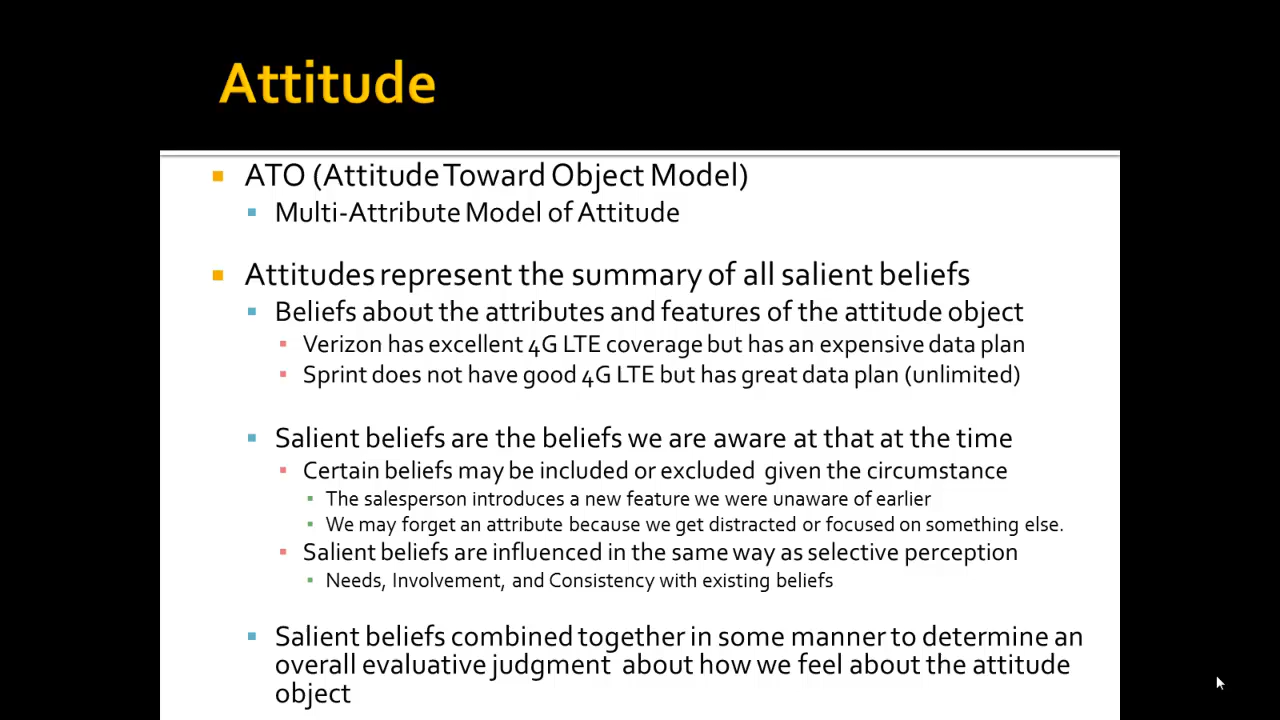 Attitude
ATO (Attitude Toward Object Model)
Multi-Attribute Model of Attitude
Attitudes represent the summary of all salient beliefs
Beliefs about the attributes and features of the attitude object
Verizon has excellent 4G LTE coverage but has an expensive data plan
Sprint does not have good 4G LTE but has great data plan (unlimited)
Salient beliefs are the beliefs we are aware at that at the time
Certain beliefs may be included or excluded given the circumstance
The salesperson introduces a new feature we were unaware of earlier
We may forget an attribute because we get distracted or focused on something else.
Salient beliefs are influenced in the same way as selective perception
Needs, Involvement, and Consistency with existing beliefs
Salient beliefs combined together in some manner to determine an
overall evaluative judgment about how we feel about the attitude
object